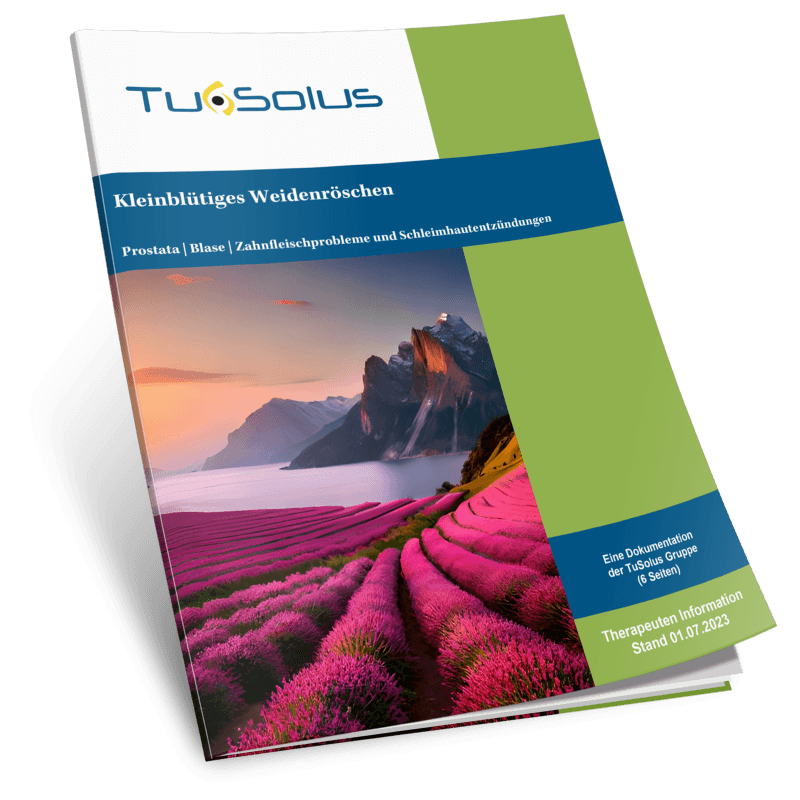 TuSolus
Kleinblütiges Weidenröschen
Prostata | Blase | Zahnfleischprobleme und Schleimhautentzündungen
Eine Dokumentation
der TuSolus Gruppe
(6 Seiten)
Therapeuten Information
Stand 01.07.2023